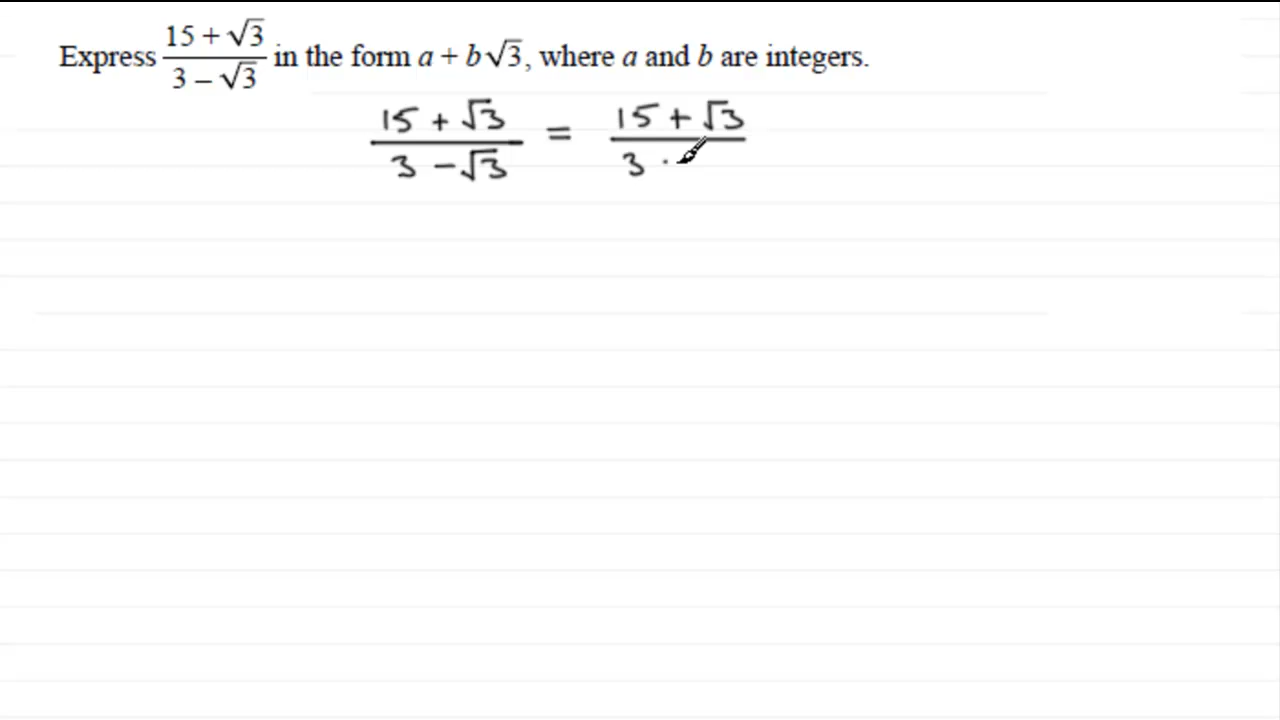 Express (15 + √3)/(3 – √3) in the form a + b√3, where a and b are integers.
(15 + √3)/(3 – √3) = (15 + √3)/(3 ·